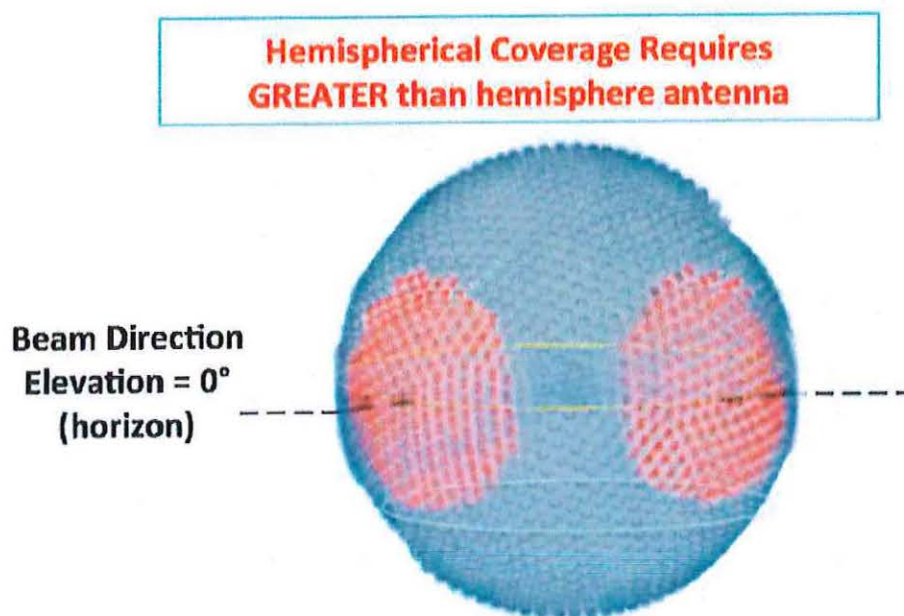 Hemispherical Coverage Requires
GREATER than hemisphere antenna
Beam Direction
Elevation = 0°
(horizon)